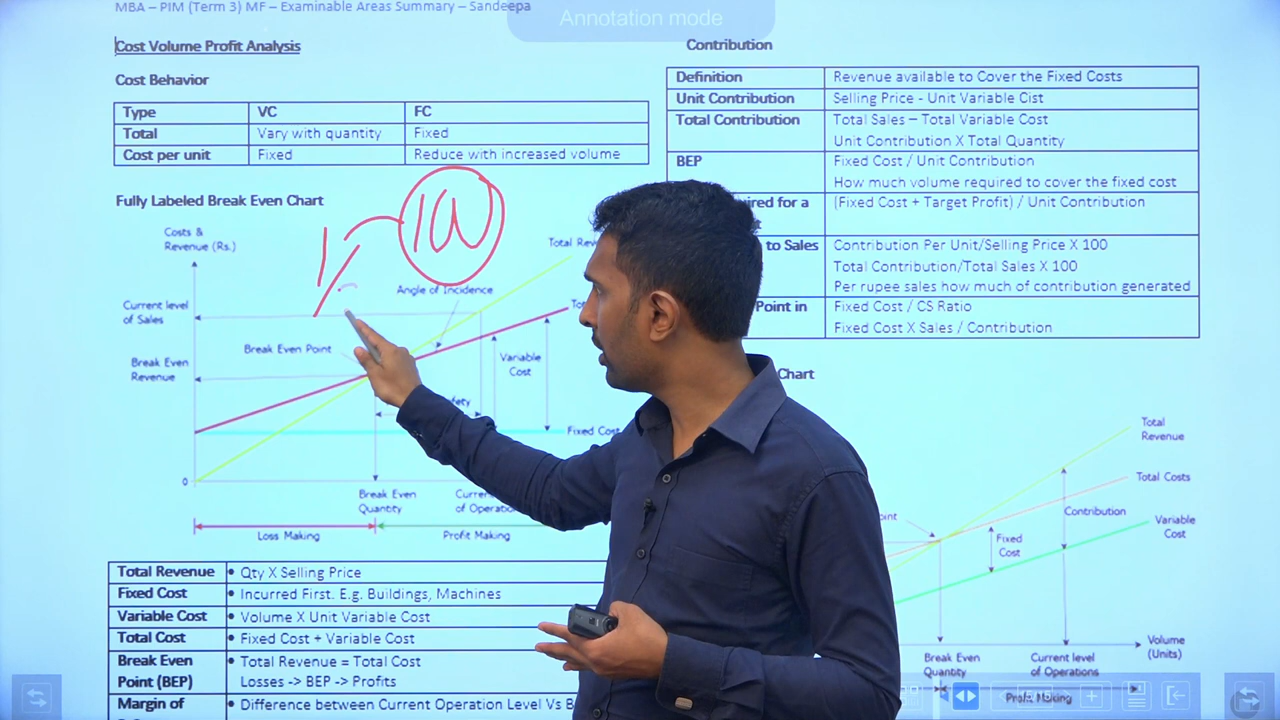 MBA – PIM (Term 3) MF – Examinable Areas Summary – Sandeepa
Annotation mode
Cost Volume Profit Analysis
Cost Behavior
Type VC FC
Total Vary with quantity Fixed
Cost per unit Fixed Reduce with increased volume
Fully Labeled Break Even Chart
Costs &
Revenue (Rs.)
Total
Angle of Incidence
Current level
of Sales
Break Even Point
Break Even
Revenue
Variable
Cost
Fixed
0
Break Even
Quantity
of
Loss Making
Profit Making
Total Revenue • Qty X Selling Price
Fixed Cost • Incurred First. E.g. Buildings, Machines
Variable Cost • Volume X Unit Variable Cost
Total Cost • Fixed Cost + Variable Cost
Break Even • Total Revenue = Total Cost
Point (BEP) Losses -> BEP -> Profits
Margin of • Difference between Current Operation Level Vs
Contribution
Definition Revenue available to Cover the Fixed Costs
Unit Contribution Selling Price - Unit Variable Cist
Total Contribution Total Sales – Total Variable Cost
Unit Contribution X Total Quantity
BEP Fixed Cost / Unit Contribution
How much volume required to cover the fixed cost
for a (Fixed Cost + Target Profit) / Unit Contribution
to Sales Contribution Per Unit/Selling Price X 100
Total Contribution/Total Sales X 100
Per rupee sales how much of contribution generated
Point in Fixed Cost / CS Ratio
Fixed Cost X Sales / Contribution
Chart
Total
Revenue
Total Costs
Contribution
Variable
Cost
Fixed
Cost
Volume
(Units)
Break Even
Quantity
Current level
of Operations
Profit Making